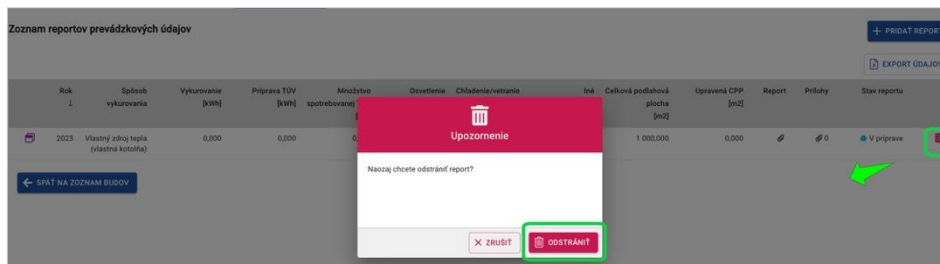 Zoznam reportov prevádzkových údajov
+ PRIDAŤ REPORT
EXPORT ÚDAJOV
Rok Spôsob Vykurovanie Príprava TÚV Množstvo Osvetlenie Chladenie/vetranie Iné Celková podlahová Upravená CPP Report Prílohy Stav reportu
↓ vykurovania [kWh] [kWh] spotrebovanej plocha [m2]
[m2]
2023 Vlastný zdroj tepla 0,000 0,000 1 000,000 0,000 0 V príprave
(vlastná kotolňa)
Upozornenie
Naozaj chcete odstrániť report?
← SPÄŤ NA ZOZNAM BUDOV
× ZRUŠIŤ ODSTRÁNIŤ